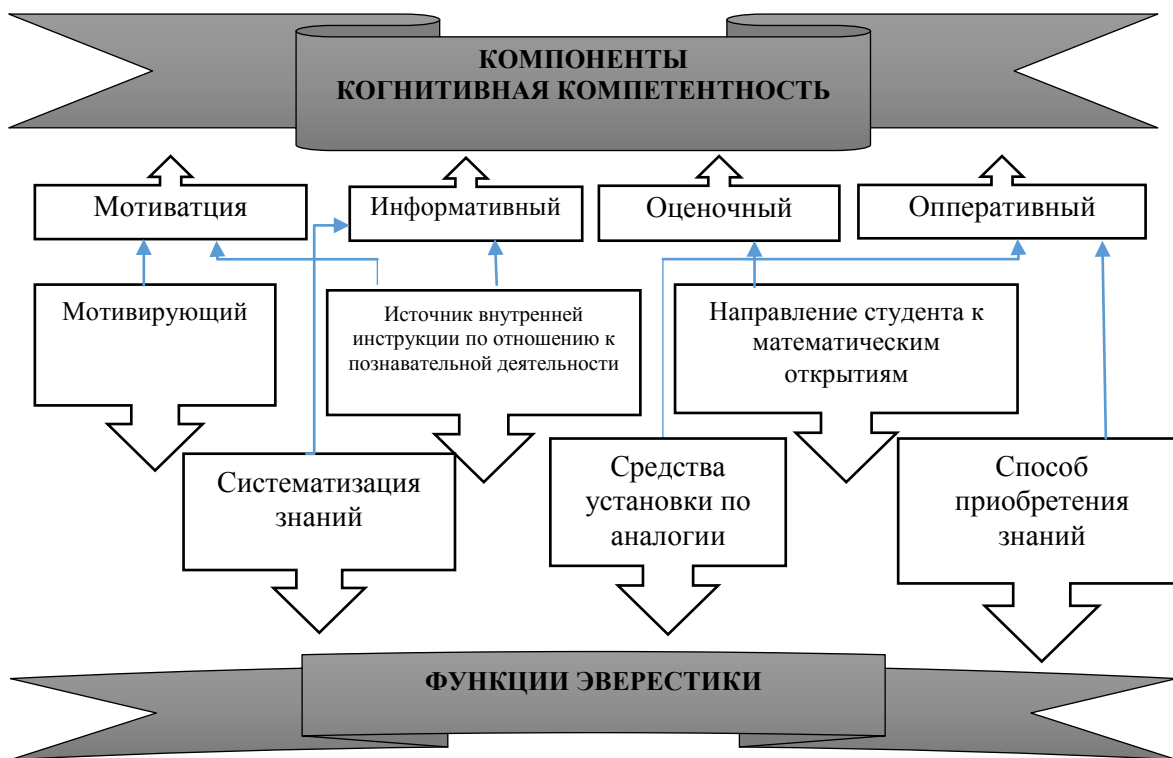 КОМПОНЕНТЫ
КОГНИТИВНАЯ КОМПЕТЕНТНОСТЬ
Мотиватция
Информативный
Оценочный
Опперативный
Мотивирующий
Источник внутренней
инструкции по отношению к
познавательной деятельности
Направление студента к
математическим
открытиям
Систематизация
знаний
Средства
установки по
аналогии
Способ
приобретения
знаний
ФУНКЦИИ ЭВЕРЕСТИКИ